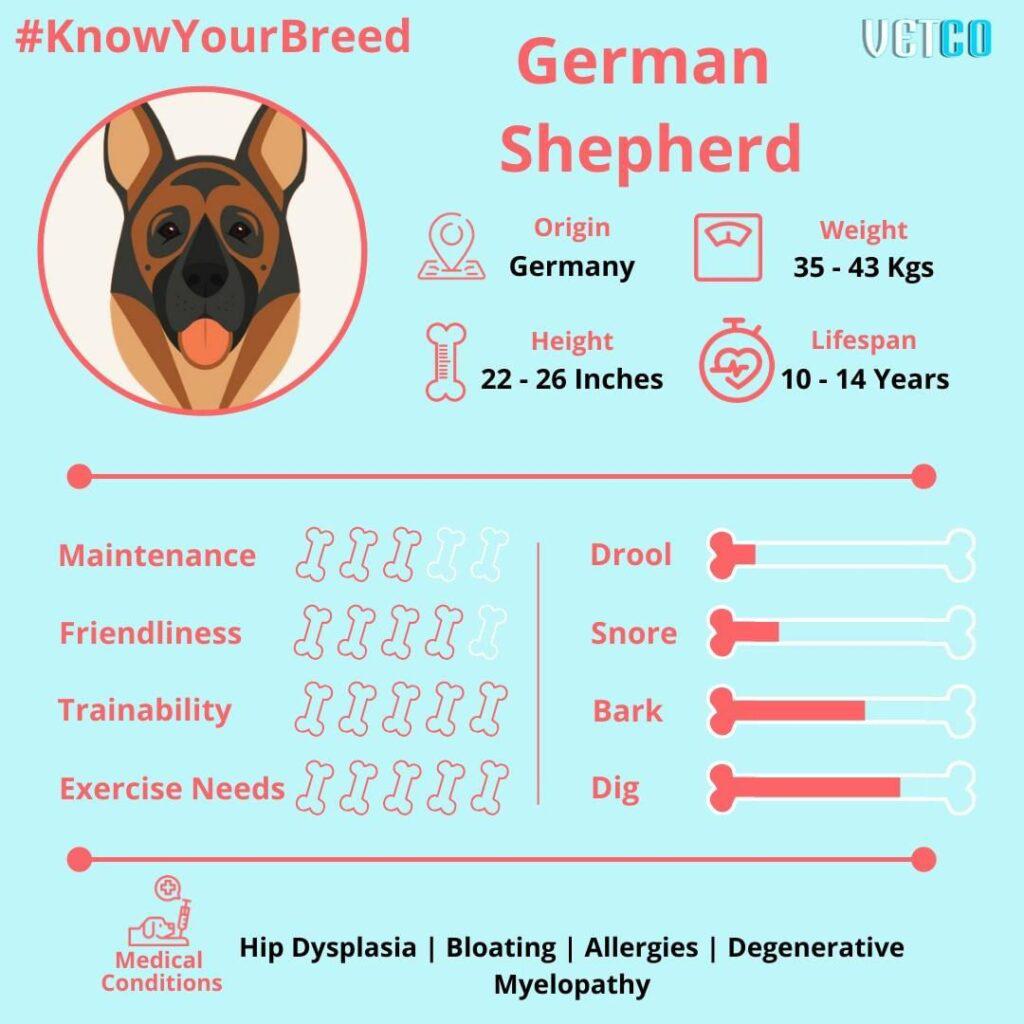 #KnowYourBreed
VETCO
German
Shepherd
Origin
Germany
Weight
35 - 43 Kgs
Height
22 - 26 Inches
Lifespan
10 - 14 Years
Maintenance
Friendliness
Trainability
Exercise Needs
Drool
Snore
Bark
Dig
Medical
Conditions
Hip Dysplasia | Bloating | Allergies | Degenerative
Myelopathy